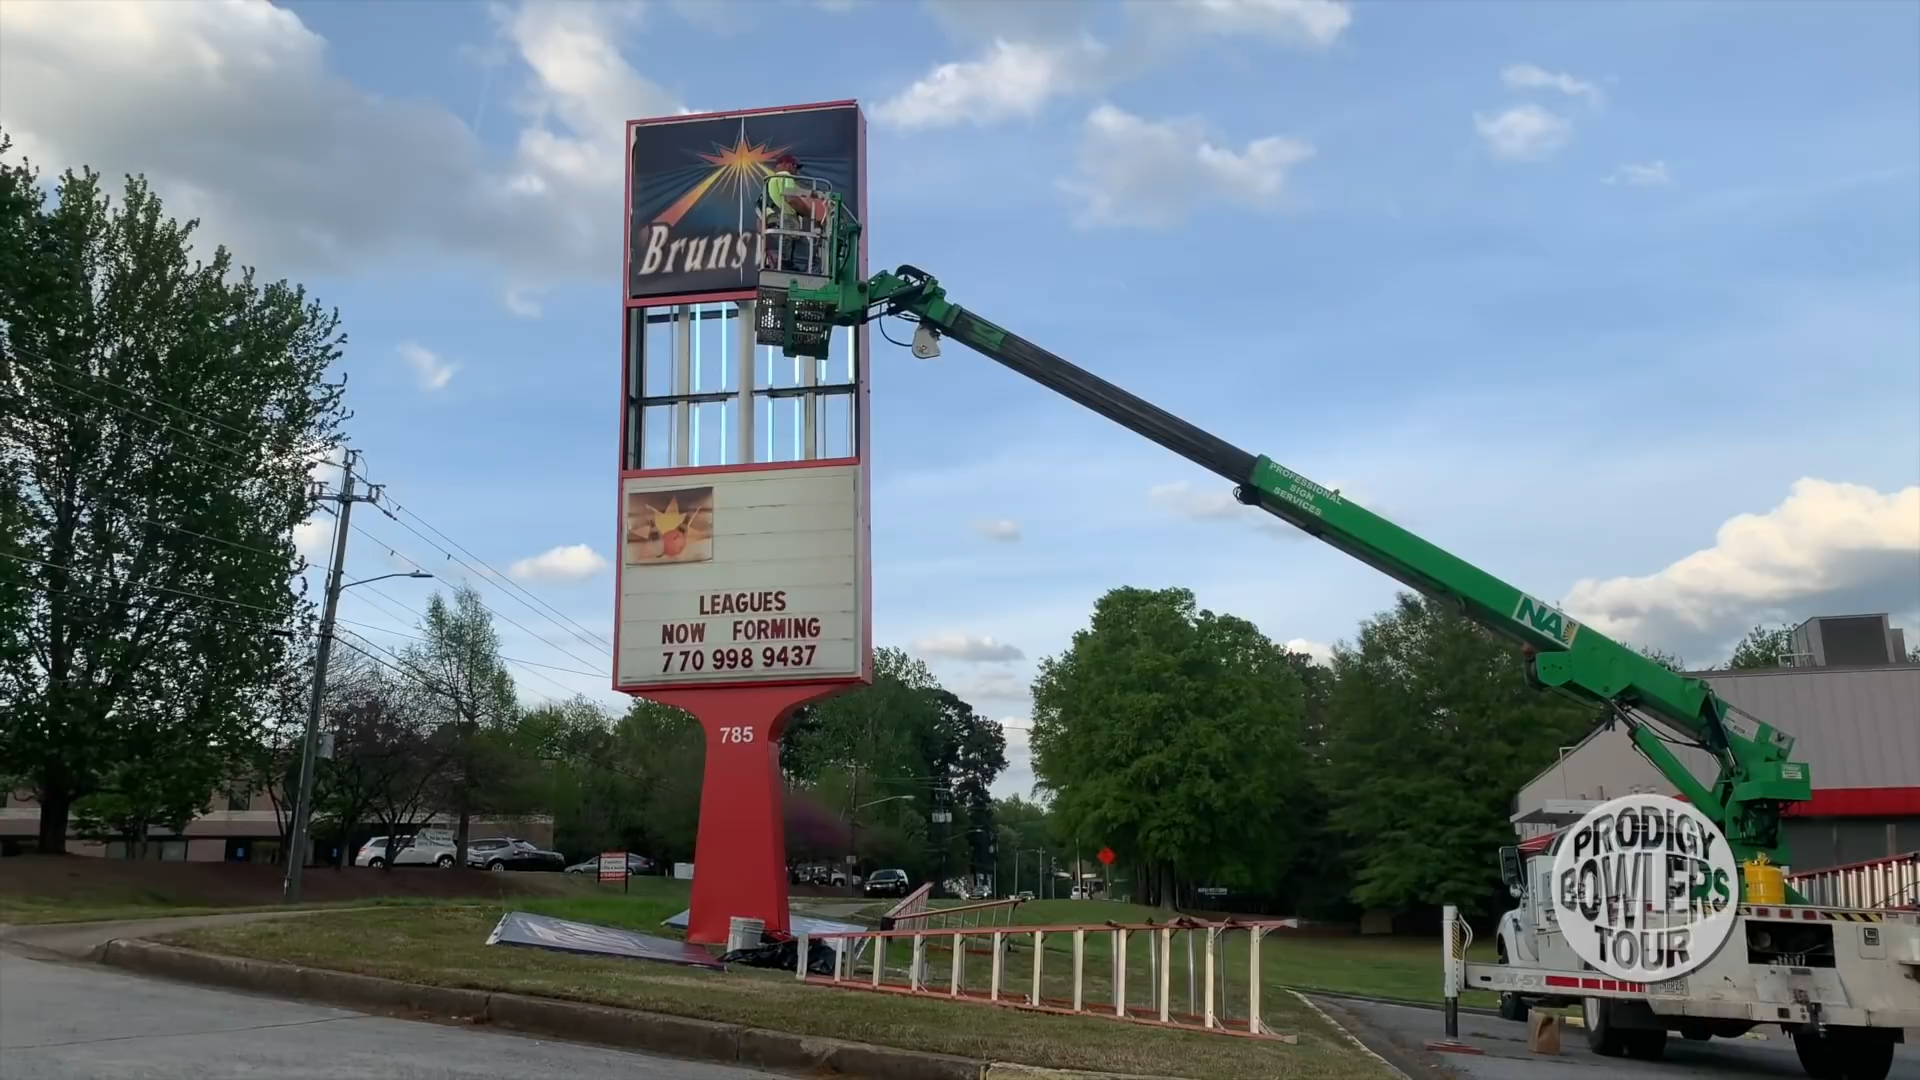 Bruns
LEAGUES
NOW FORMING
770 998 9437
785
PROFESSIONAL
SIGN
SERVICES
NA
PRODIGY
BOWLERS
TOUR